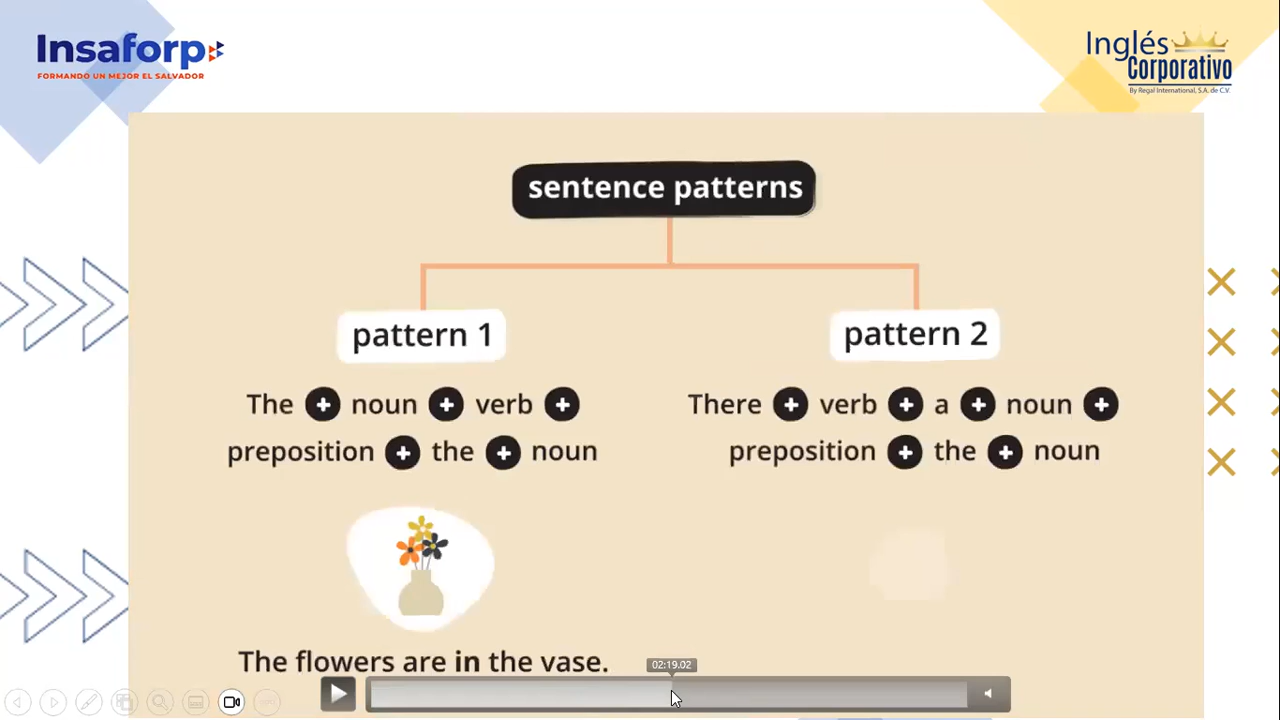 Insaforp
FORMANDO UN MEJOR EL SALVADOR
Inglés
Corporativo
By Regal International, S.A. de C.V.
sentence patterns
pattern 1
The + noun + verb +
preposition + the + noun
The flowers are in the vase.
pattern 2
There + verb + a + noun +
preposition + the + noun
02:19.02